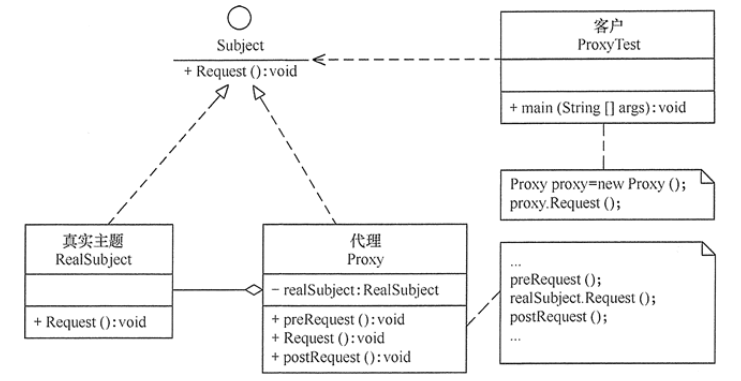 Subject
+ Request ():void
客户
ProxyTest
+ main (String [] args):void
Proxy proxy=new Proxy ();
proxy.Request ();
真实主题
RealSubject
+ Request ():void
代理
Proxy
− realSubject:RealSubject
+ preRequest ():void
+ Request ():void
+ postRequest ():void
...
preRequest ();
realSubject.Request ();
postRequest ();
...